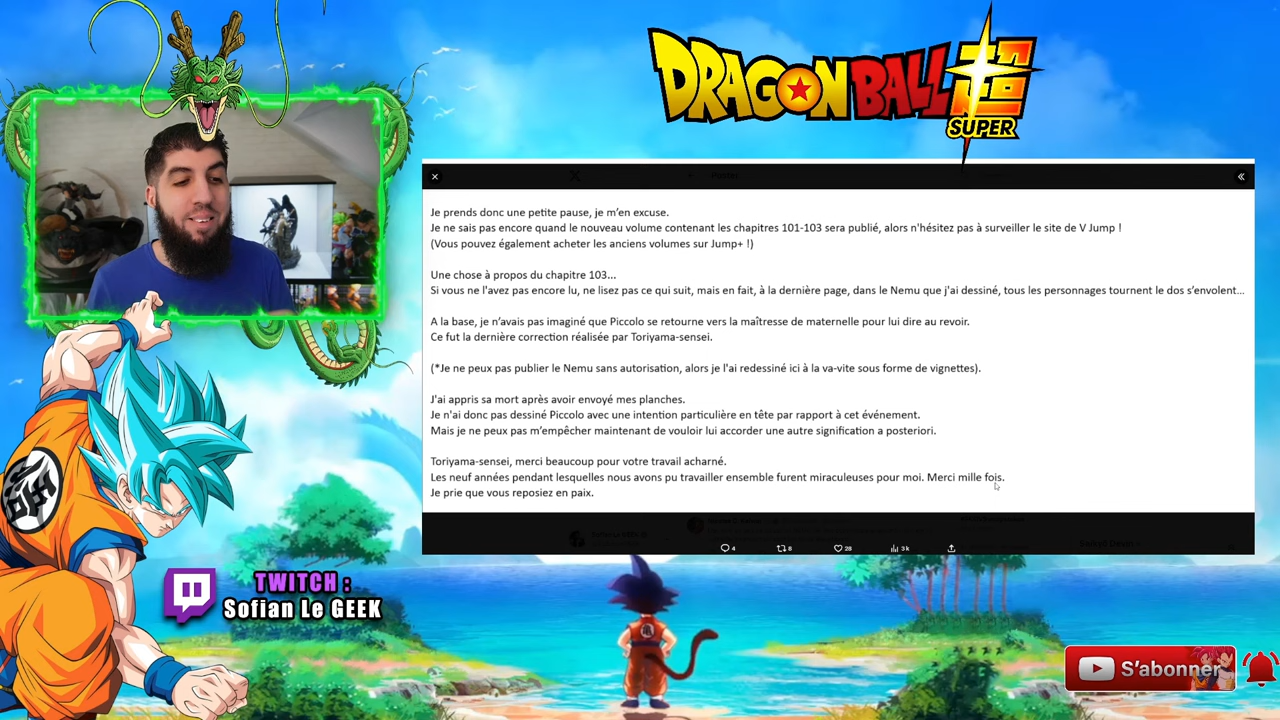 DRAGON BALL
超
SUPER
Je prends donc une petite pause, je m'en excuse.
Je ne sais pas encore quand le nouveau volume contenant les chapitres 101-103 sera publié, alors n'hésitez pas à surveiller le site de V Jump !
(Vous pouvez également acheter les anciens volumes sur Jump+ !)
Une chose à propos du chapitre 103...
Si vous ne l'avez pas encore lu, ne lisez pas ce qui suit, mais en fait, à la dernière page, dans le Nemu que j'ai dessiné, tous les personnages tournent le dos s'envolent...
A la base, je n'avais pas imaginé que Piccolo se retourne vers la maîtresse de maternelle pour lui dire au revoir.
Ce fut la dernière correction réalisée par Toriyama-sensei.
(*Je ne peux pas publier le Nemu sans autorisation, alors je l'ai redessiné ici à la va-vite sous forme de vignettes).
J'ai appris sa mort après avoir envoyé mes planches.
Je n'ai donc pas dessiné Piccolo avec une intention particulière en tête par rapport à cet événement.
Mais je ne peux pas m'empêcher maintenant de vouloir lui accorder une autre signification a posteriori.
Toriyama-sensei, merci beaucoup pour votre travail acharné.
Les neuf années pendant lesquelles nous avons pu travailler ensemble furent miraculeuses pour moi. Merci mille fois.
Je prie que vous reposiez en paix.
4 8 28 3k
TWITCH :
Sofian Le GEEK
S'abonner